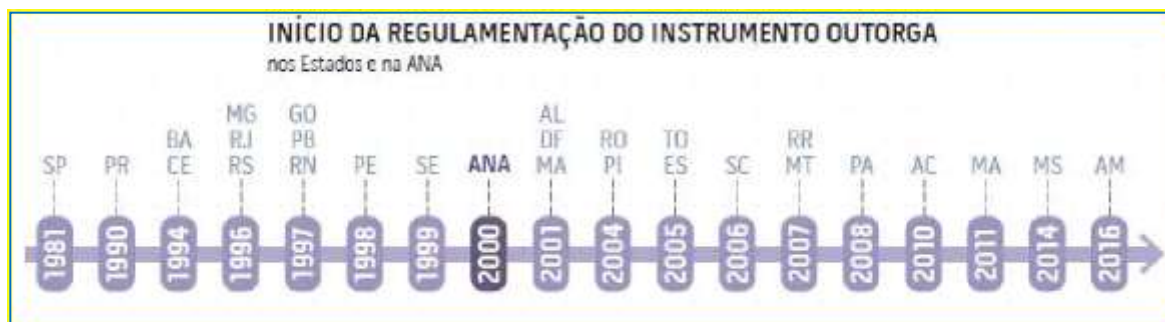 INÍCIO DA REGULAMENTAÇÃO DO INSTRUMENTO OUTORGA
nos Estados e na ANA
SP
PR
BA
CE
MG
RJ
RS
GO
PB
RN
PE
SE
ANA
AL
DF
MA
RO
PI
TO
ES
SC
RR
MT
PA
AC
MA
MS
AM
1981
1990
1994
1996
1997
1998
1999
2000
2001
2004
2005
2006
2007
2008
2010
2011
2014
2016